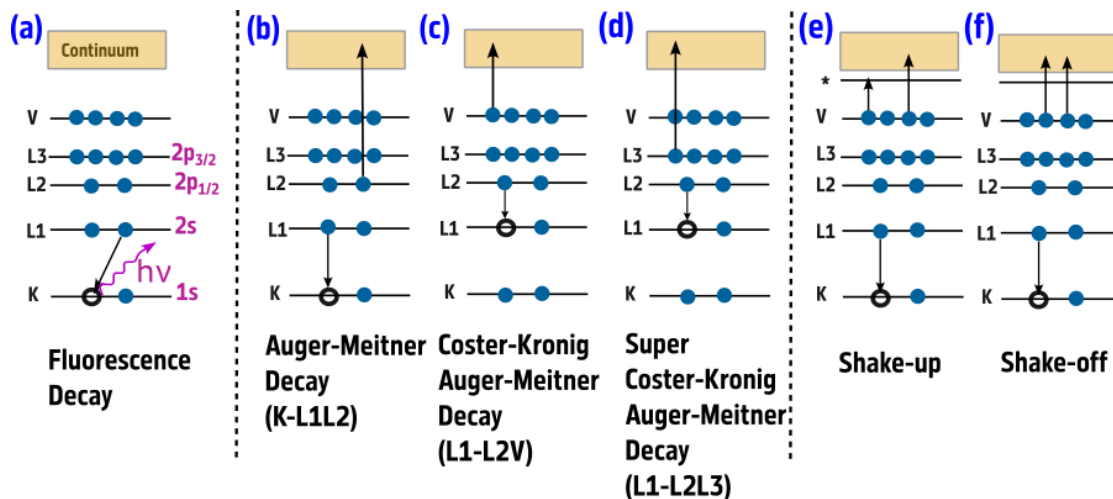 (a)
Continuum
V
L3
2p3/2
L2
2p1/2
L1
2s
hν
K
1s
Fluorescence
Decay
(b)
V
L3
L2
L1
K
Auger-Meitner
Decay
(K-L1L2)
(c)
V
L3
L2
L1
K
Coster-Kronig
Auger-Meitner
Decay
(L1-L2V)
(d)
V
L3
L2
L1
K
Super
Coster-Kronig
Auger-Meitner
Decay
(L1-L2L3)
(e)
*
V
L3
L2
L1
K
Shake-up
(f)
V
L3
L2
L1
K
Shake-off